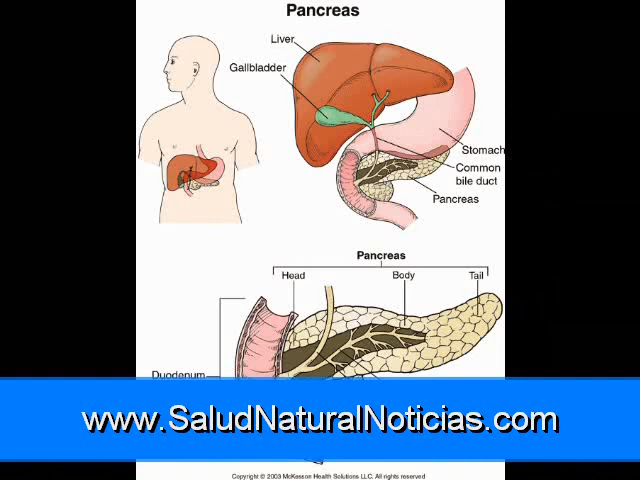 Pancreas
Liver
Gallbladder
Stomach
Common
bile duct
Pancreas
Pancreas
Head
Body
Tail
Duodenum
www.SaludNaturalNoticias.com
Copyright © 2003 McKesson Health Solutions LLC. All rights reserved